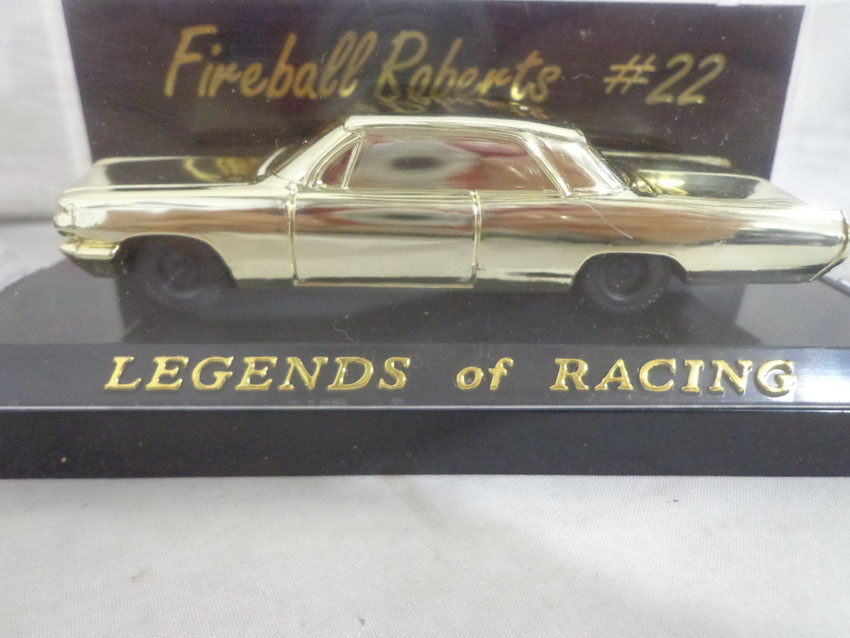 Fireball Roberts #22
LEGENDS of RACING